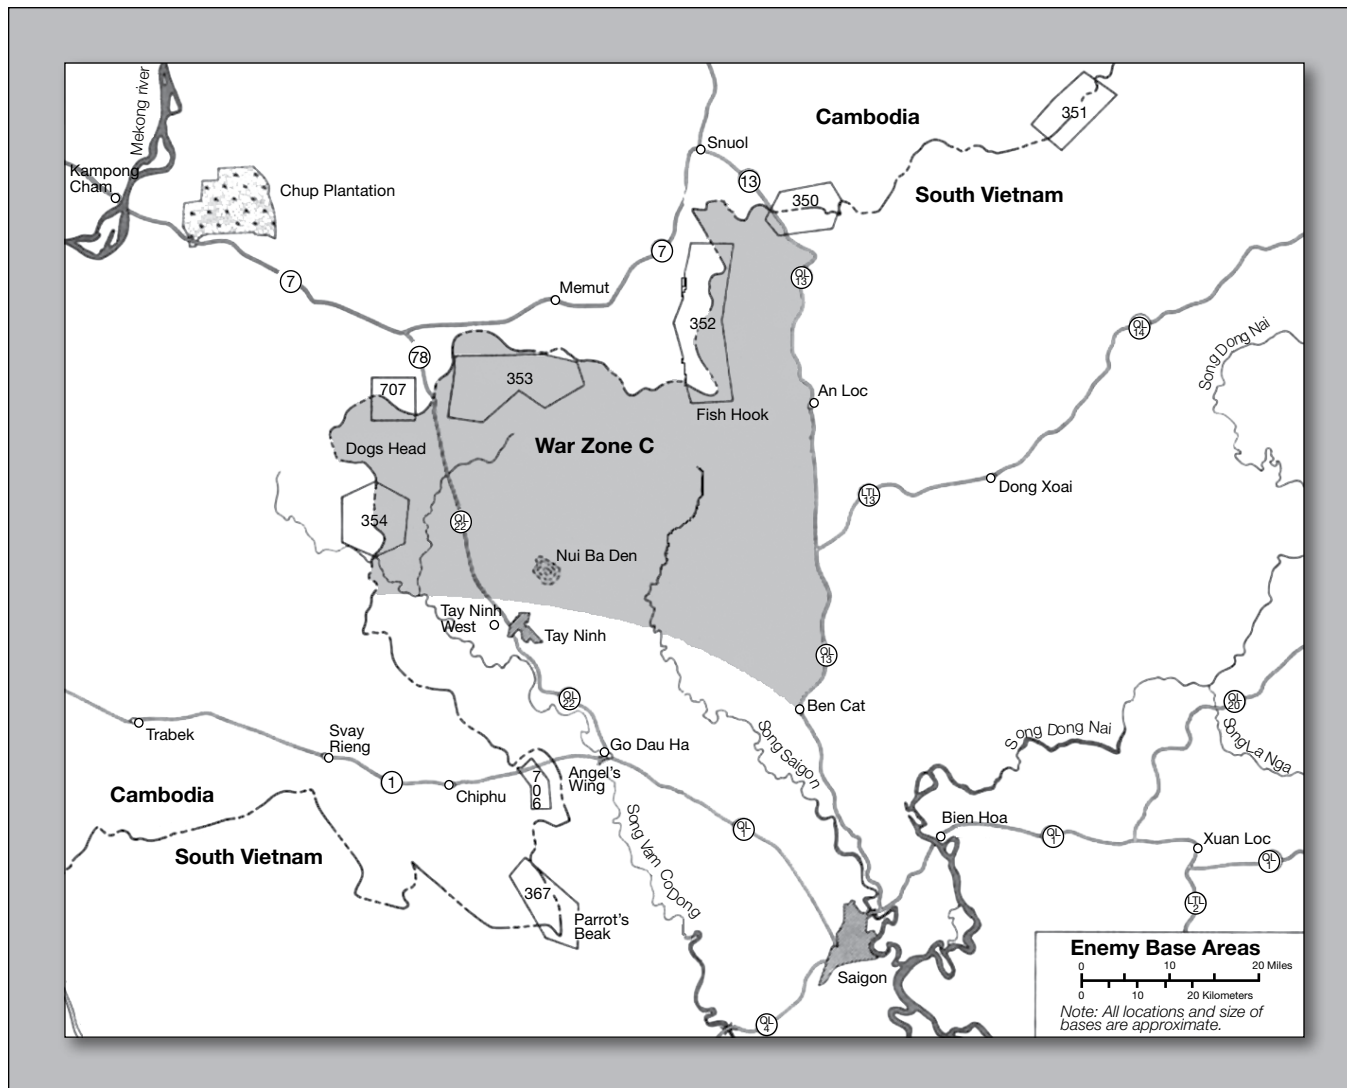 Mekong river
Cambodia
351
Snuol
Kampong
Cham
13
Chup Plantation
350
South Vietnam
7
7
QL
13
Memut
352
QL
14
Song Dong Nai
78
353
707
An Loc
Fish Hook
War Zone C
Dogs Head
LTL
13
Dong Xoai
354
QL
22
Nui Ba Den
Tay Ninh
West
Tay Ninh
QL
13
QL
22
Ben Cat
QL
20
Trabek
Svay
Rieng
Song Saigon
Song Dong Nai
Song La Nga
Go Dau Ha
1
Chiphu
706
Angel's
Wing
Cambodia
South Vietnam
Song Vam CoDong
QL
1
Bien Hoa
QL
1
Xuan Loc
QL
1
367
LTL
2
Parrot's
Beak
Saigon
QL
4
Enemy Base Areas
0 10 20 Miles
0 10 20 Kilometers
Note: All locations and size of
bases are approximate.